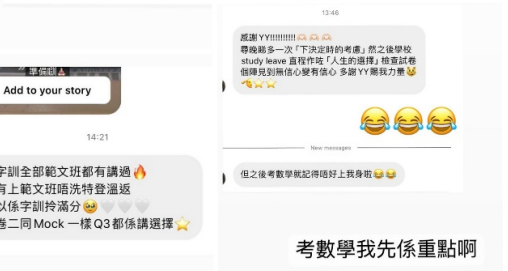 準備問
Add to your story
14:21
字訓全部範文班都有講過🔥
有上範文班唔洗特登溫返
以係字訓拎滿分🥹🤍🤍🤍
卷二同 Mock 一樣 Q3 都係講選擇⭐
13:46
感謝 YY!!!!!!!!!!🙏🙏🙏
尋晚睇多一次「下決定時的考慮」然之後學校
study leave 直程作咗「人生的選擇」檢查試卷
個陣見到無信心變有信心 多謝 YY 賜我力量😹
🫡⭐⭐
😂😂😂
New messages
但之後考數學就記得唔好上我身啦😂😂
考數學我先係重點啊